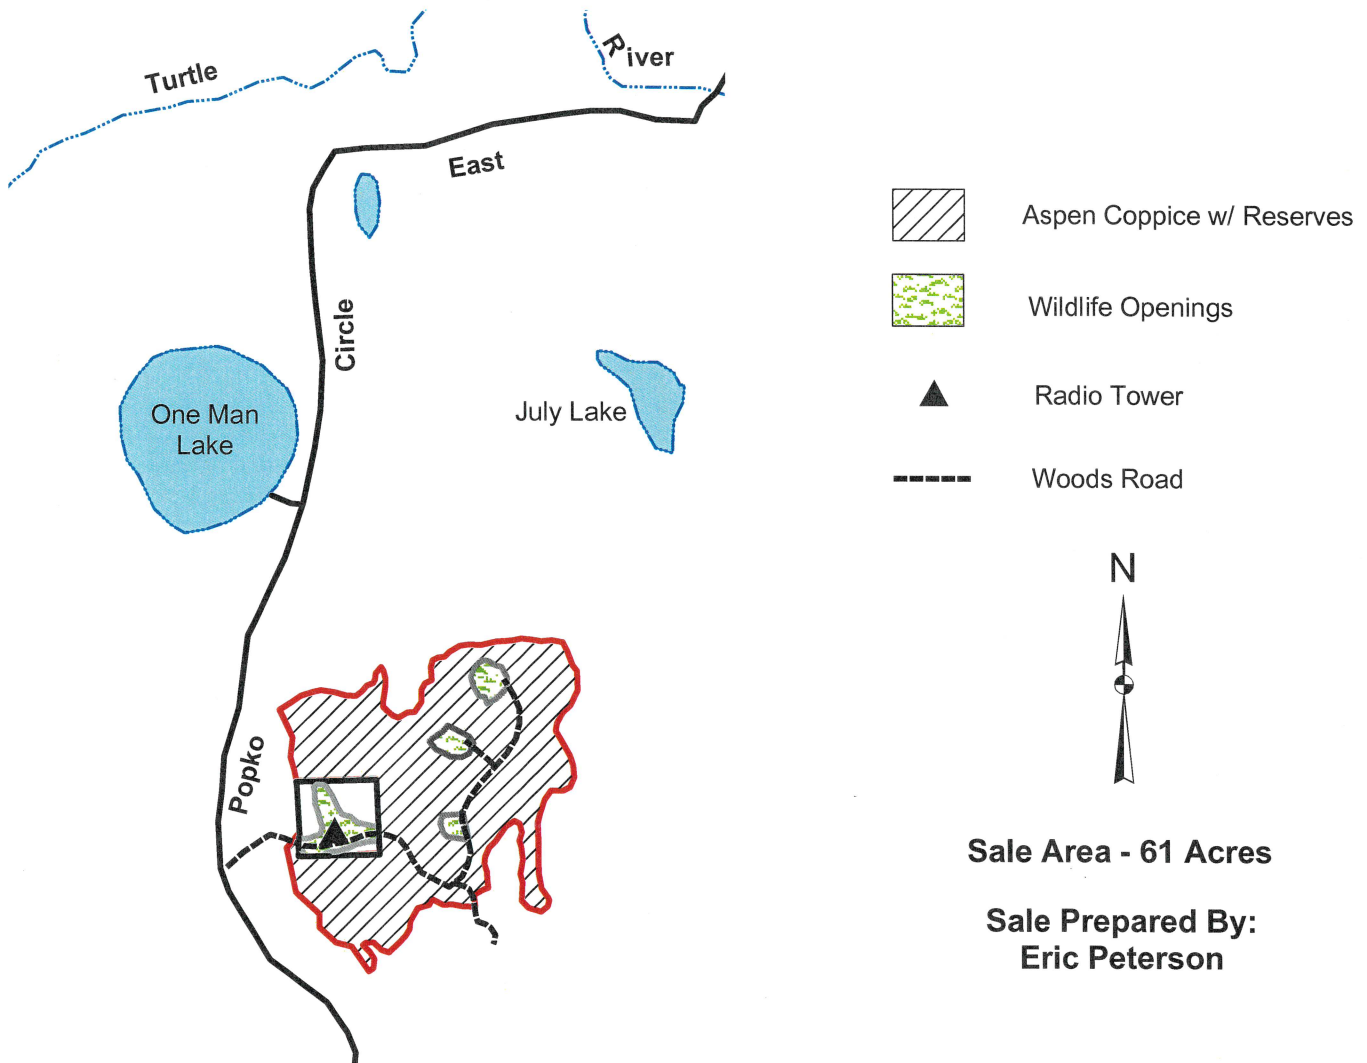 Turtle
River
East
Circle
One Man
Lake
July Lake
Popko
Aspen Coppice w/ Reserves
Wildlife Openings
Radio Tower
Woods Road
N
Sale Area - 61 Acres
Sale Prepared By:
Eric Peterson